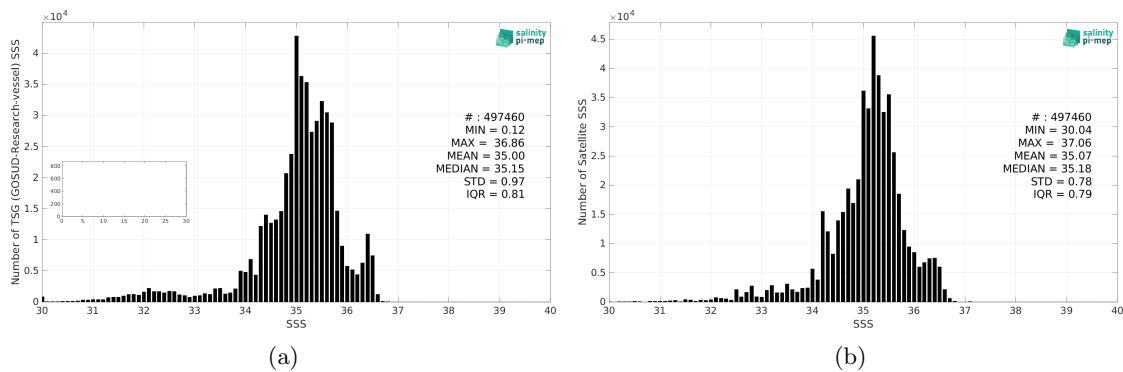 ×10⁴
4
3.5
3
2.5
2
1.5
1
0.5
0
30 31 32 33 34 35 36 37 38 39 40
SSS
Number of TSG (GOSUD-Research-vessel) SSS
salinity
pi-mep
# : 497460
MIN = 0.12
MAX = 36.86
MEAN = 35.00
MEDIAN = 35.15
STD = 0.97
IQR = 0.81
800
600
400
200
0
0 5 10 15 20 25 30
(a)
×10⁴
4.5
4
3.5
3
2.5
2
1.5
1
0.5
0
30 31 32 33 34 35 36 37 38 39 40
SSS
Number of Satellite SSS
salinity
pi-mep
# : 497460
MIN = 30.04
MAX = 37.06
MEAN = 35.07
MEDIAN = 35.18
STD = 0.78
IQR = 0.79
(b)